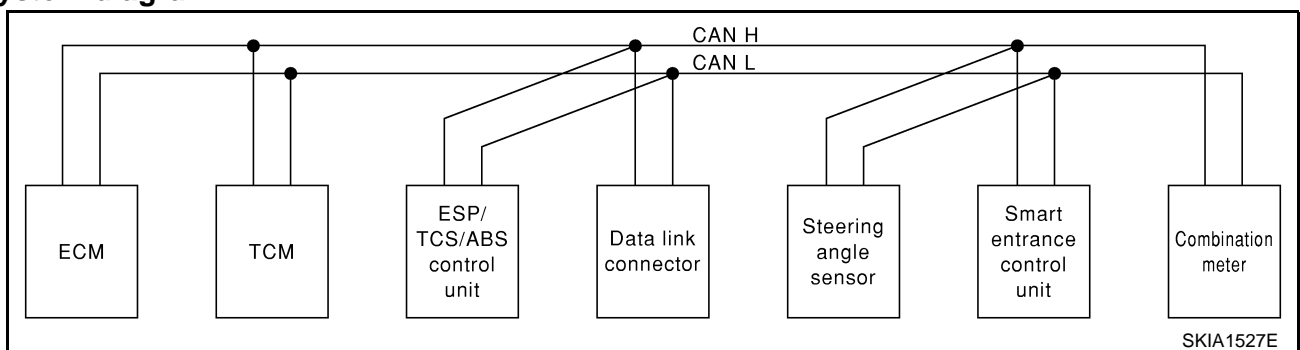 CAN H
CAN L
ECM
TCM
ESP/
TCS/ABS
control
unit
Data link
connector
Steering
angle
sensor
Smart
entrance
control
unit
Combination
meter
SKIA1527E